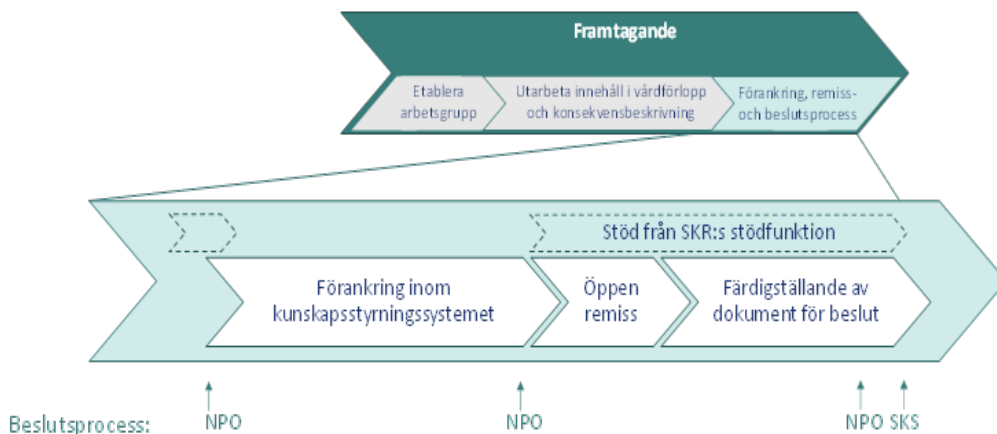 Framtagande
Etablera
arbetsgrupp
Utarbeta innehåll i vårdförlopp
och konsekvensbeskrivning
Förankring, remiss-
och beslutsprocess
Stöd från SKR:s stödfunktion
Förankring inom
kunskapsstyrningssystemet
Öppen
remiss
Färdigställande av
dokument för beslut
Beslutsprocess: NPO NPO NPO SKS